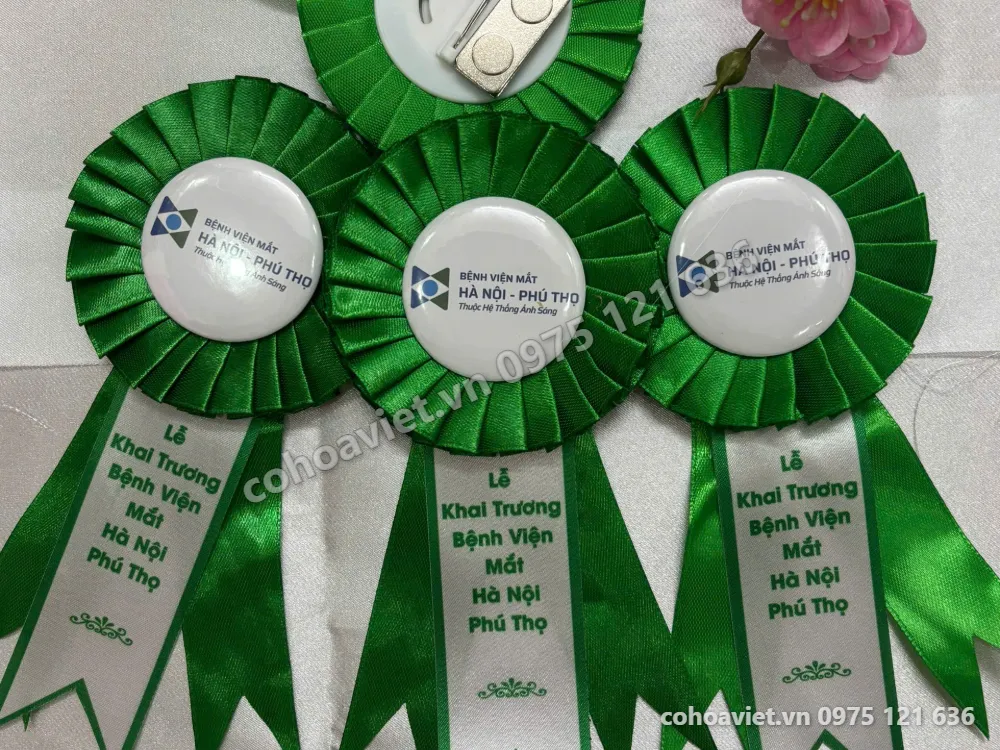 BỆNH VIỆN MẮT
HÀ NỘI - PHÚ THỌ
Thuộc Hệ Thống Ánh Sáng
BỆNH VIỆN MẮT
HÀ NỘI - PHÚ THỌ
Thuộc Hệ Thống Ánh Sáng
BỆNH VIỆN MẮT
HÀ NỘI - PHÚ THỌ
Thuộc Hệ Thống Ánh Sáng
cohoaviet.vn 0975 121 636
Lễ
Khai Trương
Bệnh Viện
Mắt
Hà Nội
Phú Thọ
Lễ
Khai Trương
Bệnh Viện
Mắt
Hà Nội
Phú Thọ
Lễ
Khai Trương
Bệnh Viện
Mắt
Hà Nội
Phú Thọ
cohoaviet.vn 0975 121 636